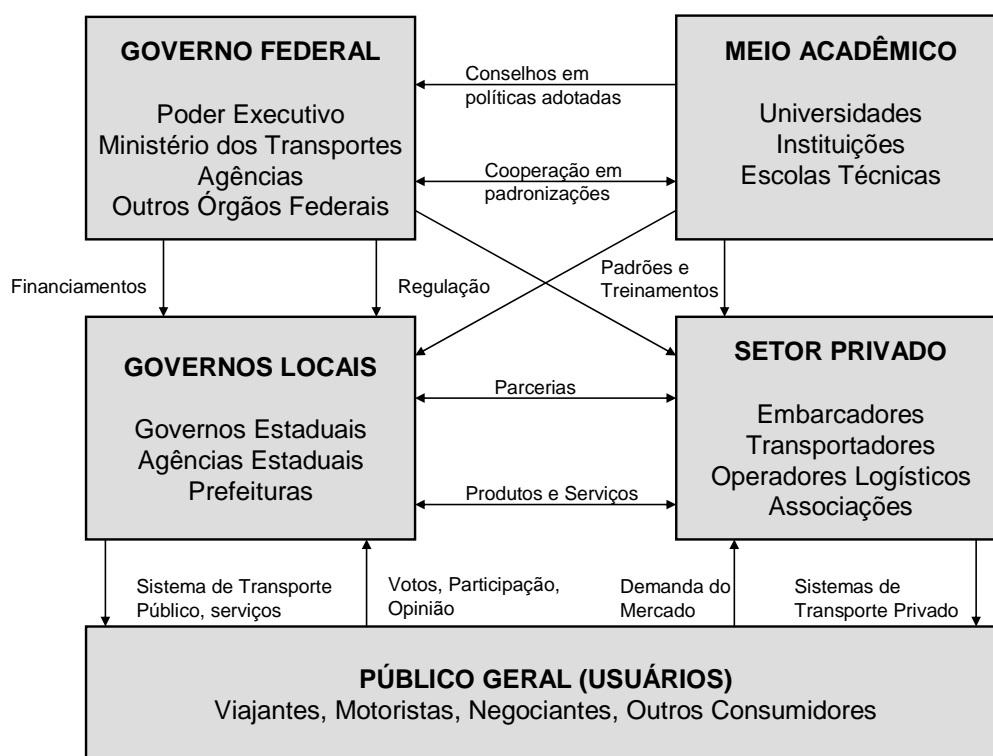 GOVERNO FEDERAL
Poder Executivo
Ministério dos Transportes
Agências
Outros Órgãos Federais
Conselhos em
políticas adotadas
Cooperação em
padronizações
MEIO ACADÊMICO
Universidades
Instituições
Escolas Técnicas
Financiamentos
Regulação
Padrões e
Treinamentos
GOVERNOS LOCAIS
Governos Estaduais
Agências Estaduais
Prefeituras
Parcerias
Produtos e Serviços
SETOR PRIVADO
Embarcadores
Transportadores
Operadores Logísticos
Associações
Sistema de Transporte
Público, serviços
Votos, Participação,
Opinião
Demanda do
Mercado
Sistemas de
Transporte Privado
PÚBLICO GERAL (USUÁRIOS)
Viajantes, Motoristas, Negociantes, Outros Consumidores